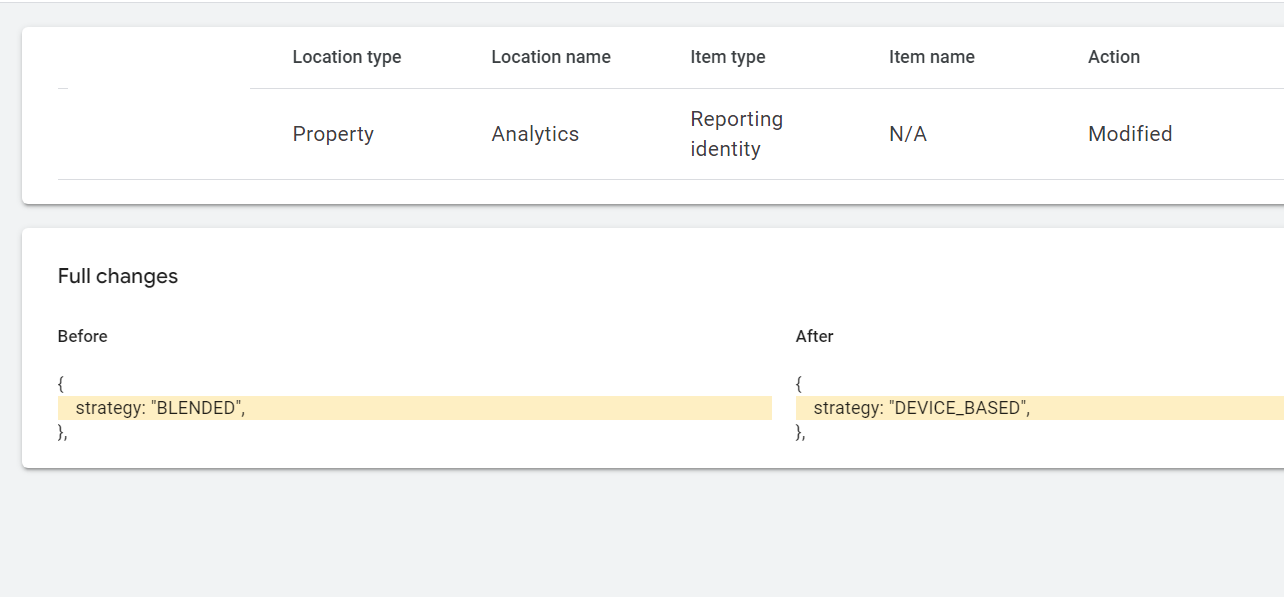 Location type Location name Item type Item name Action
Property Analytics Reporting identity N/A Modified
Full changes
Before After
{ {
strategy: "BLENDED", strategy: "DEVICE_BASED",
}, },